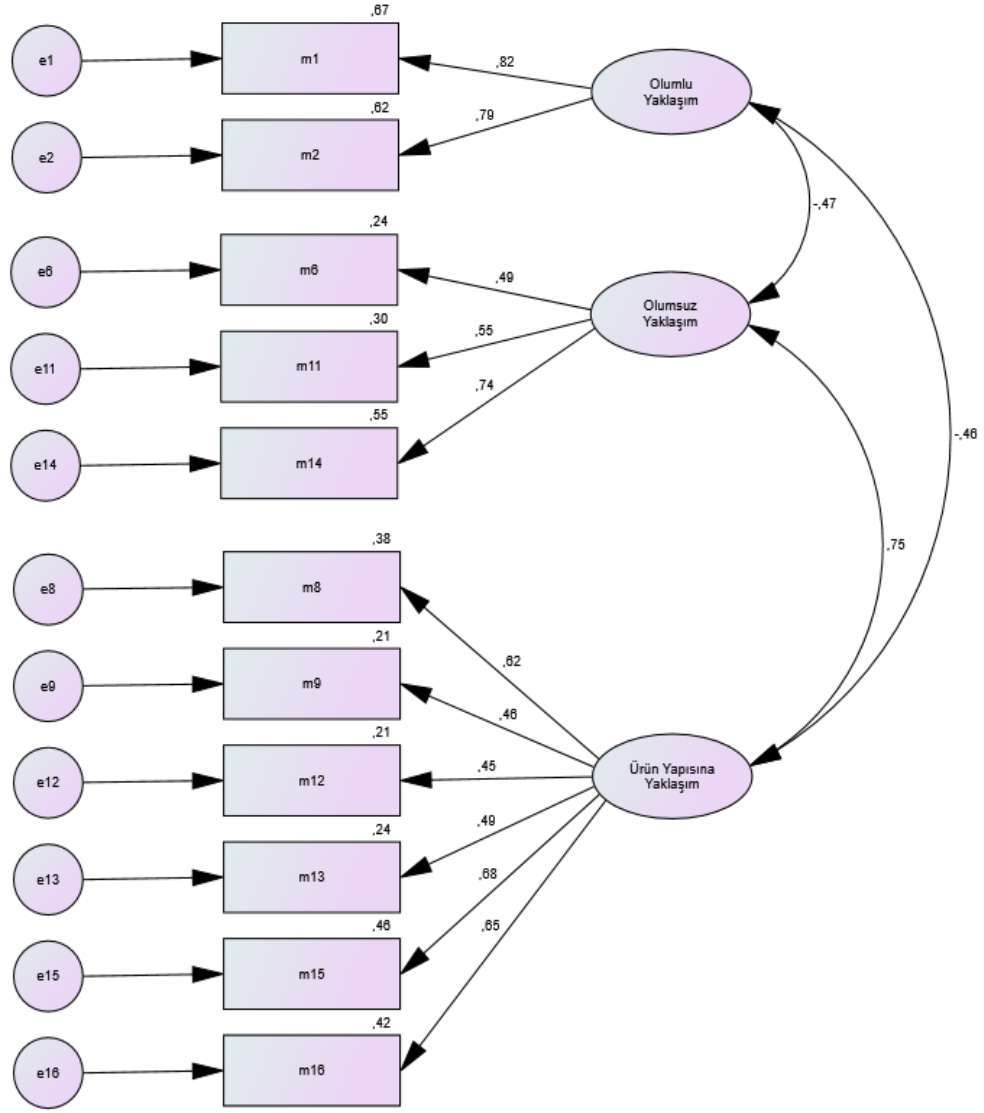 ,67
e1
m1
,82
Olumlu
Yaklaşım
,62
e2
m2
,79
-,47
,24
e6
m6
,49
Olumsuz
Yaklaşım
,30
e11
m11
,55
,55
e14
m14
,74
-,46
,75
,38
e8
m8
,62
,21
e9
m9
,46
,21
e12
m12
,45
Ürün Yapısına
Yaklaşım
,24
e13
m13
,49
,46
e15
m15
,68
,42
e16
m16
,65